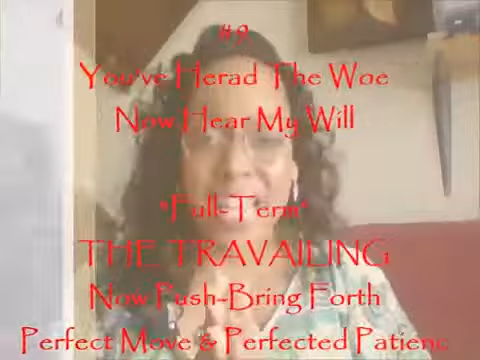 #9
You've Herad The Woe
Now Hear My Will
*Full-Term*
THE TRAVAILING
Now Push-Bring Forth
Perfect Move & Perfected Patienc